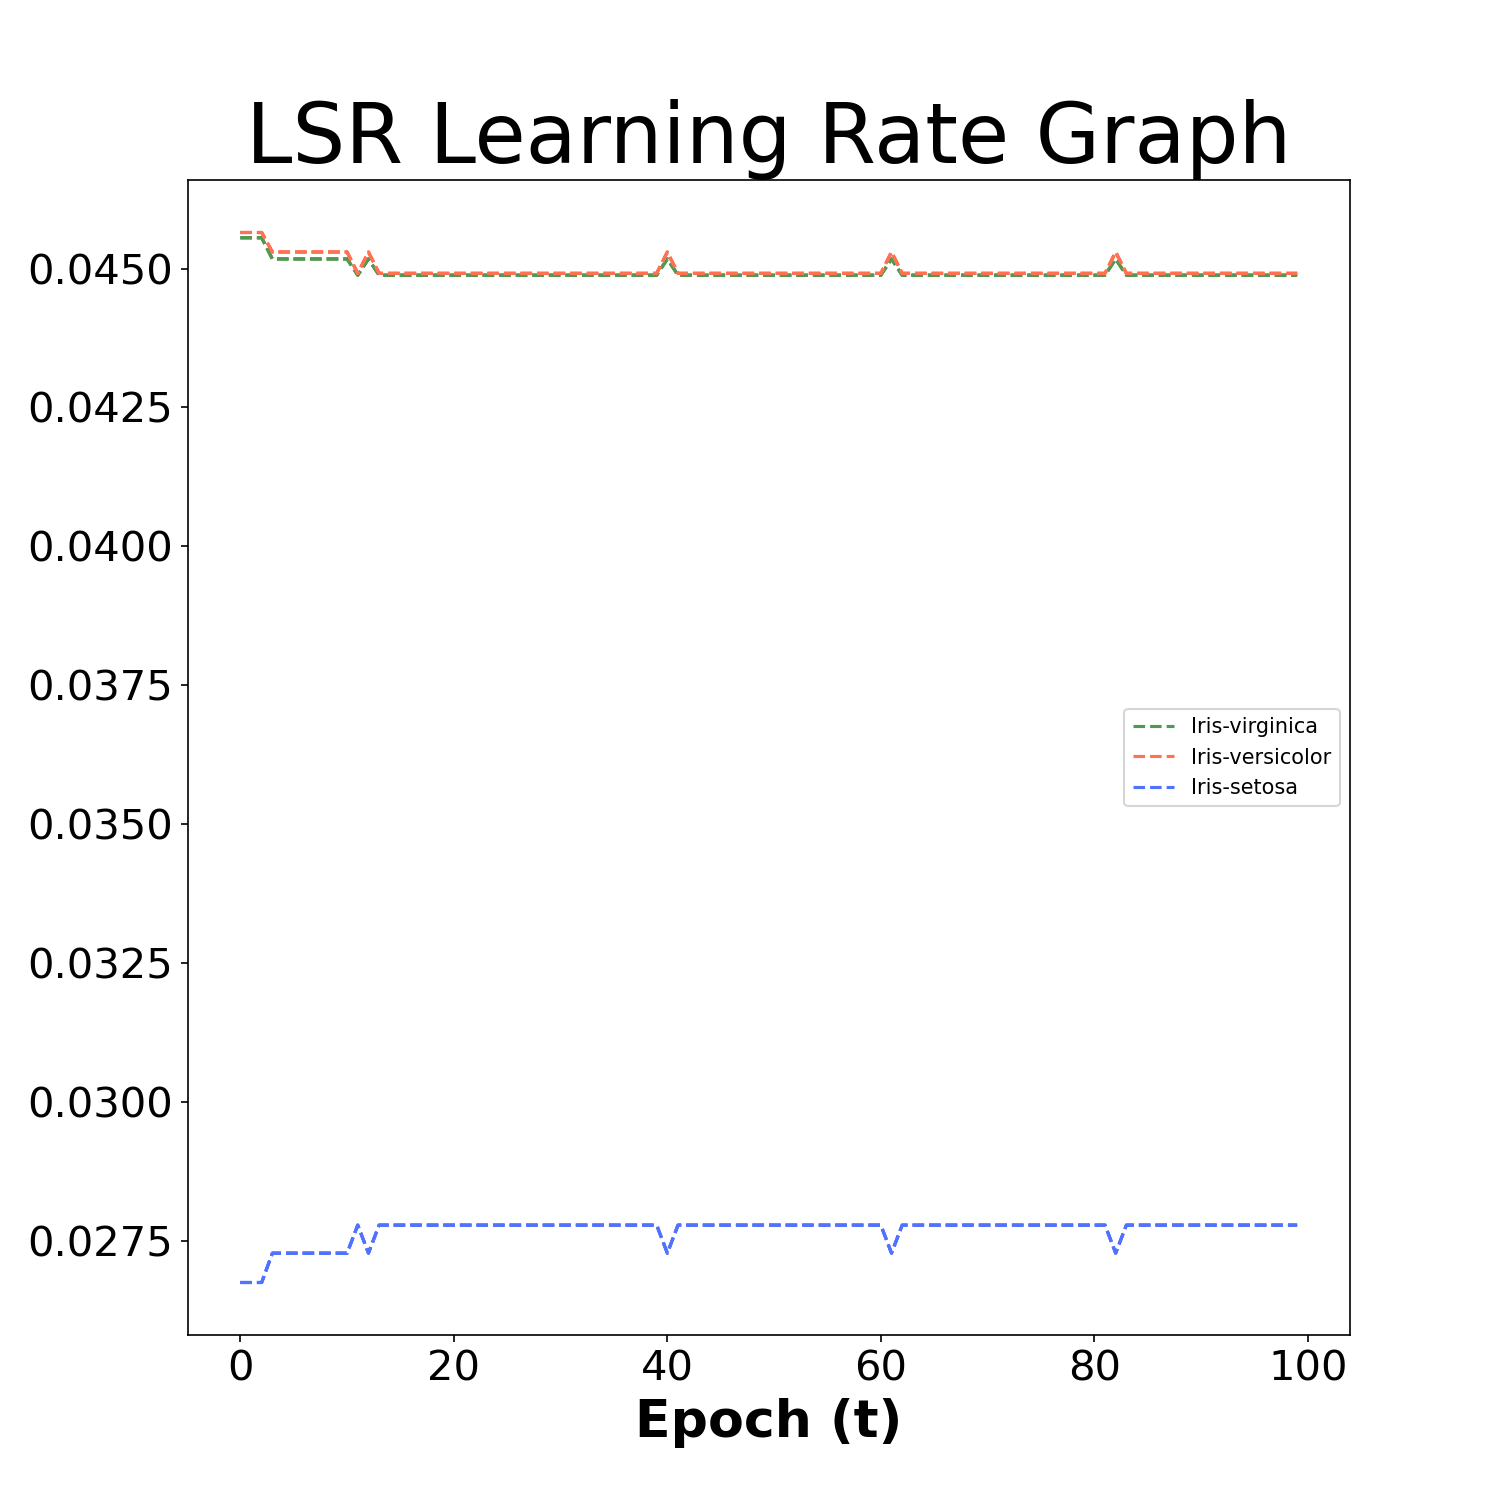 LSR Learning Rate Graph
0.0450
0.0425
0.0400
0.0375
0.0350
0.0325
0.0300
0.0275
Iris-virginica
Iris-versicolor
Iris-setosa
0 20 40 60 80 100
Epoch (t)